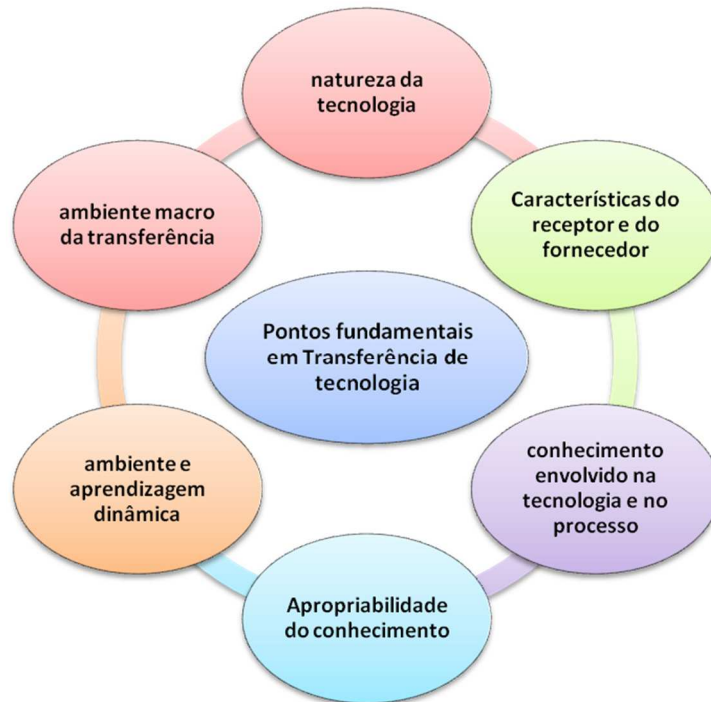 natureza da
tecnologia
Características do
receptor e do
fornecedor
conhecimento
envolvido na
tecnologia e no
processo
Apropriabilidade
do conhecimento
ambiente e
aprendizagem
dinâmica
ambiente macro
da transferência
Pontos fundamentais
em Transferência de
tecnologia